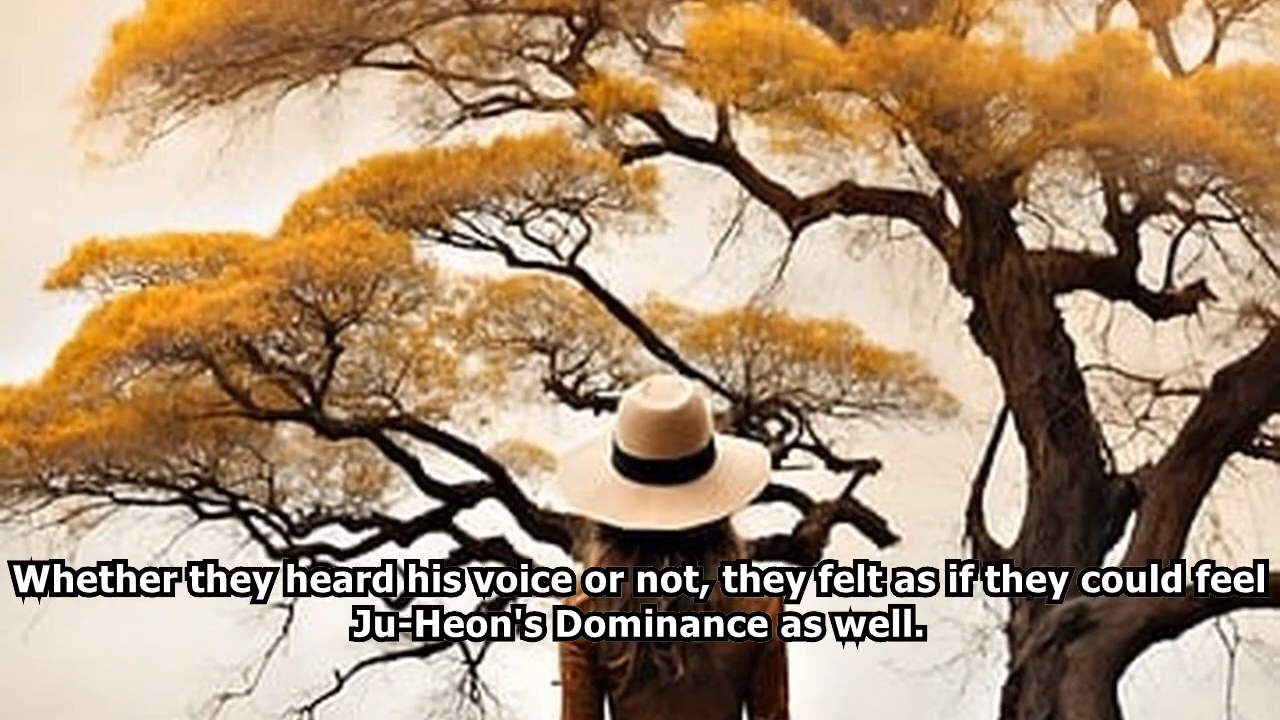 Whether they heard his voice or not, they felt as if they could feel
Ju-Heon's Dominance as well.